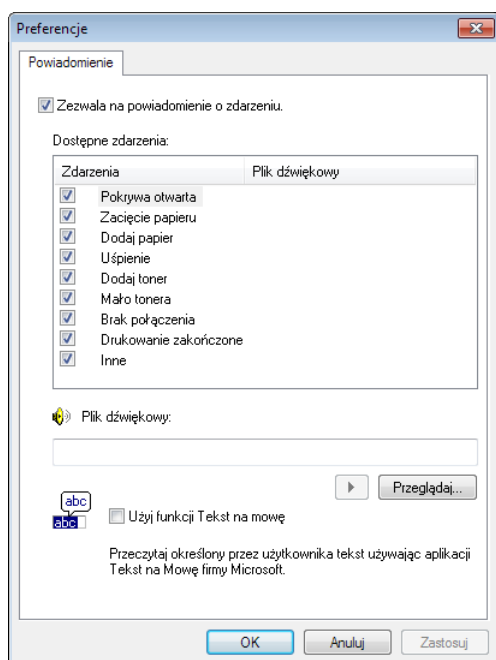 Preferencje
Powiadomienie
Zezwala na powiadomienie o zdarzeniu.
Dostępne zdarzenia:
Zdarzenia Plik dźwiękowy
Pokrywa otwarta
Zacięcie papieru
Dodaj papier
Uśpienie
Dodaj toner
Mało tonera
Brak połączenia
Drukowanie zakończone
Inne
Plik dźwiękowy:
Przeglądaj...
abc
abc
Użyj funkcji Tekst na mowę
Przeczytaj określony przez użytkownika tekst używając aplikacji
Tekst na Mowę firmy Microsoft.
OK Anuluj Zastosuj